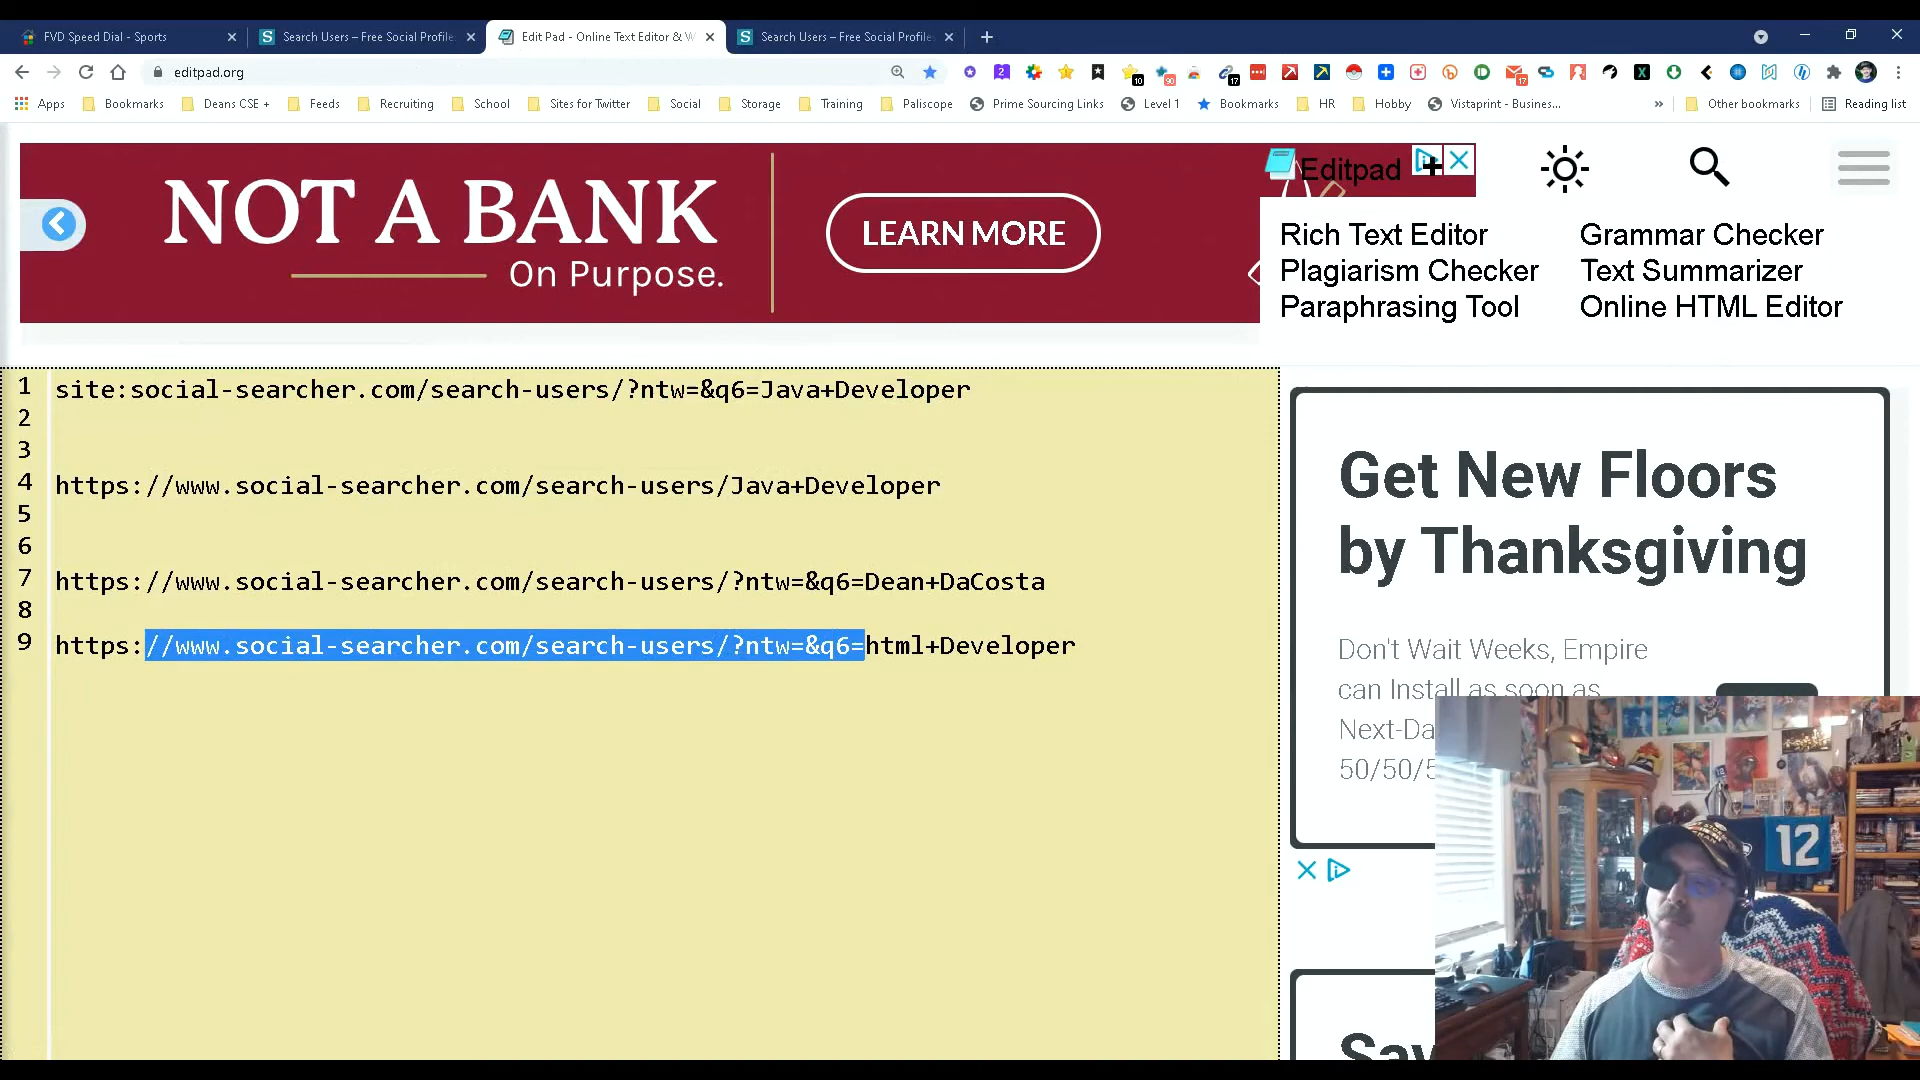 FVD Speed Dial - Sports
Search Users – Free Social Profile
Edit Pad - Online Text Editor & W
Search Users – Free Social Profile
editpad.org
2
10
90
17
17
Apps
Bookmarks
Deans CSE +
Feeds
Recruiting
School
Sites for Twitter
Social
Storage
Training
Paliscope
Prime Sourcing Links
Level 1
Bookmarks
HR
Hobby
Vistaprint - Busines...
»
Other bookmarks
Reading list
NOT A BANK
On Purpose.
LEARN MORE
Editpad
Rich Text Editor
Grammar Checker
Plagiarism Checker
Text Summarizer
Paraphrasing Tool
Online HTML Editor
1 site:social-searcher.com/search-users/?ntw=&q6=Java+Developer
2
3
4 https://www.social-searcher.com/search-users/Java+Developer
5
6
7 https://www.social-searcher.com/search-users/?ntw=&q6=Dean+DaCosta
8
9 https://www.social-searcher.com/search-users/?ntw=&q6=html+Developer
Get New Floors
by Thanksgiving
Don't Wait Weeks, Empire
can Install as soon as
Next-Da
50/50/5
12